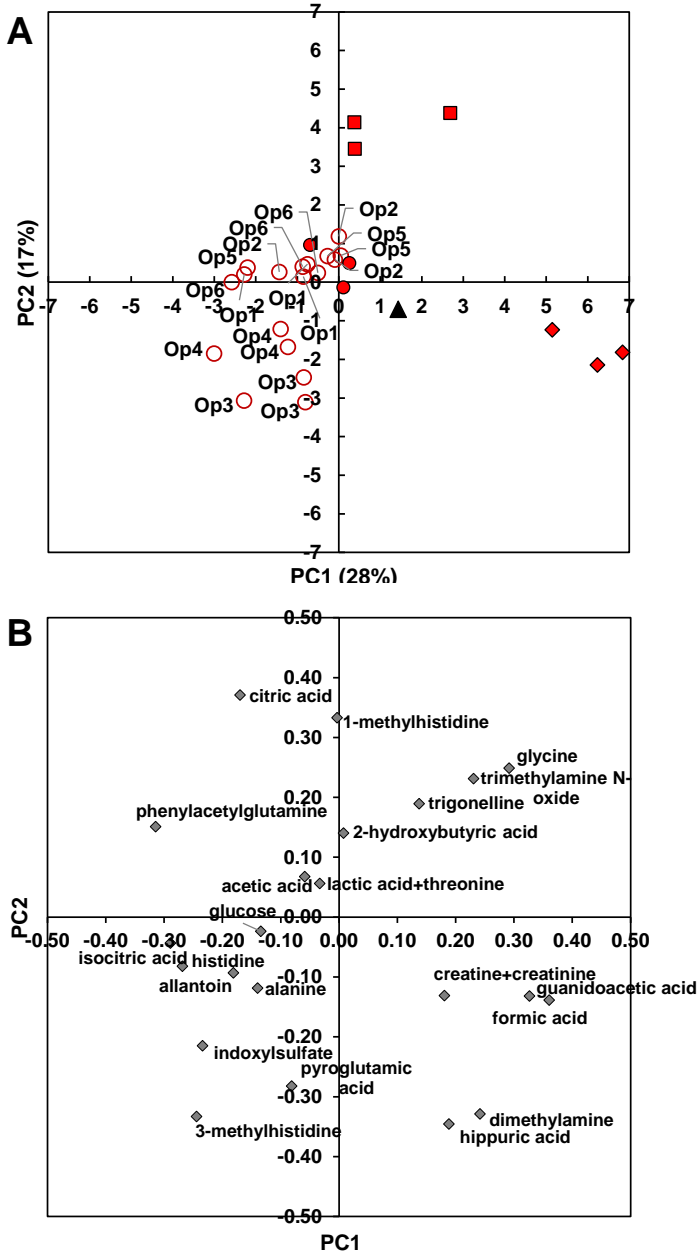 A
7
6
5
4
3
2
1
0
-1
-2
-3
-4
-5
-6
-7
-7 -6 -5 -4 -3 -2 -1 0 1 2 3 4 5 6 7
PC2 (17%)
PC1 (28%)
Op6
Op2
Op6
Op5
Op2
Op5
Op5
Op2
Op6
Op1
Op1
Op1
Op4
Op4
Op4
Op3
Op3
Op3
B
0.50
0.40
0.30
0.20
0.10
0.00
-0.10
-0.20
-0.30
-0.40
-0.50
-0.50 -0.40 -0.30 -0.20 -0.10 0.00 0.10 0.20 0.30 0.40 0.50
PC2
PC1
citric acid
1-methylhistidine
glycine
trimethylamine N-
oxide
trigonelline
phenylacetylglutamine
2-hydroxybutyric acid
acetic acid
lactic acid+threonine
glucose
isocitric acid
histidine
allantoin
alanine
creatine+creatinine
guanidoacetic acid
formic acid
indoxylsulfate
pyroglutamic
acid
3-methylhistidine
dimethylamine
hippuric acid